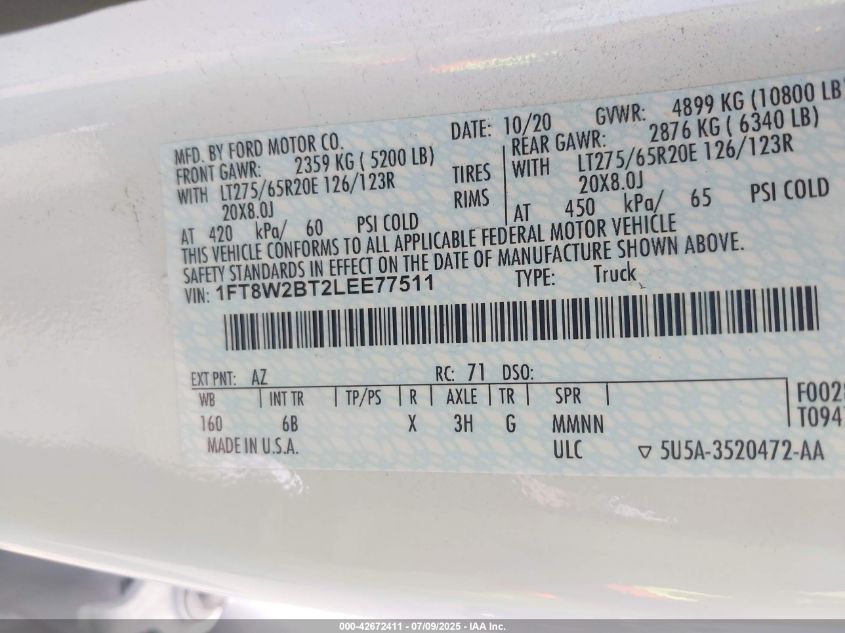 MFD. BY FORD MOTOR CO. DATE: 10/20 GVWR: 4899 KG (10800 LB)
FRONT GAWR: 2359 KG ( 5200 LB) REAR GAWR: 2876 KG ( 6340 LB)
WITH LT275/65R20E 126/123R TIRES WITH LT275/65R20E 126/123R
20X8.0J RIMS 20X8.0J
AT 420 kPa/ 60 PSI COLD AT 450 kPa/ 65 PSI COLD
THIS VEHICLE CONFORMS TO ALL APPLICABLE FEDERAL MOTOR VEHICLE
SAFETY STANDARDS IN EFFECT ON THE DATE OF MANUFACTURE SHOWN ABOVE.
VIN: 1FT8W2BT2LEE77511 TYPE: Truck
EXT PNT: AZ RC: 71 DSO:
WB INT TR TP/PS R AXLE TR SPR
160 6B X 3H G MMNN
MADE IN U.S.A. ULC ▽ 5U5A-3520472-AA
000-42672411 - 07/09/2025 - IAA Inc.